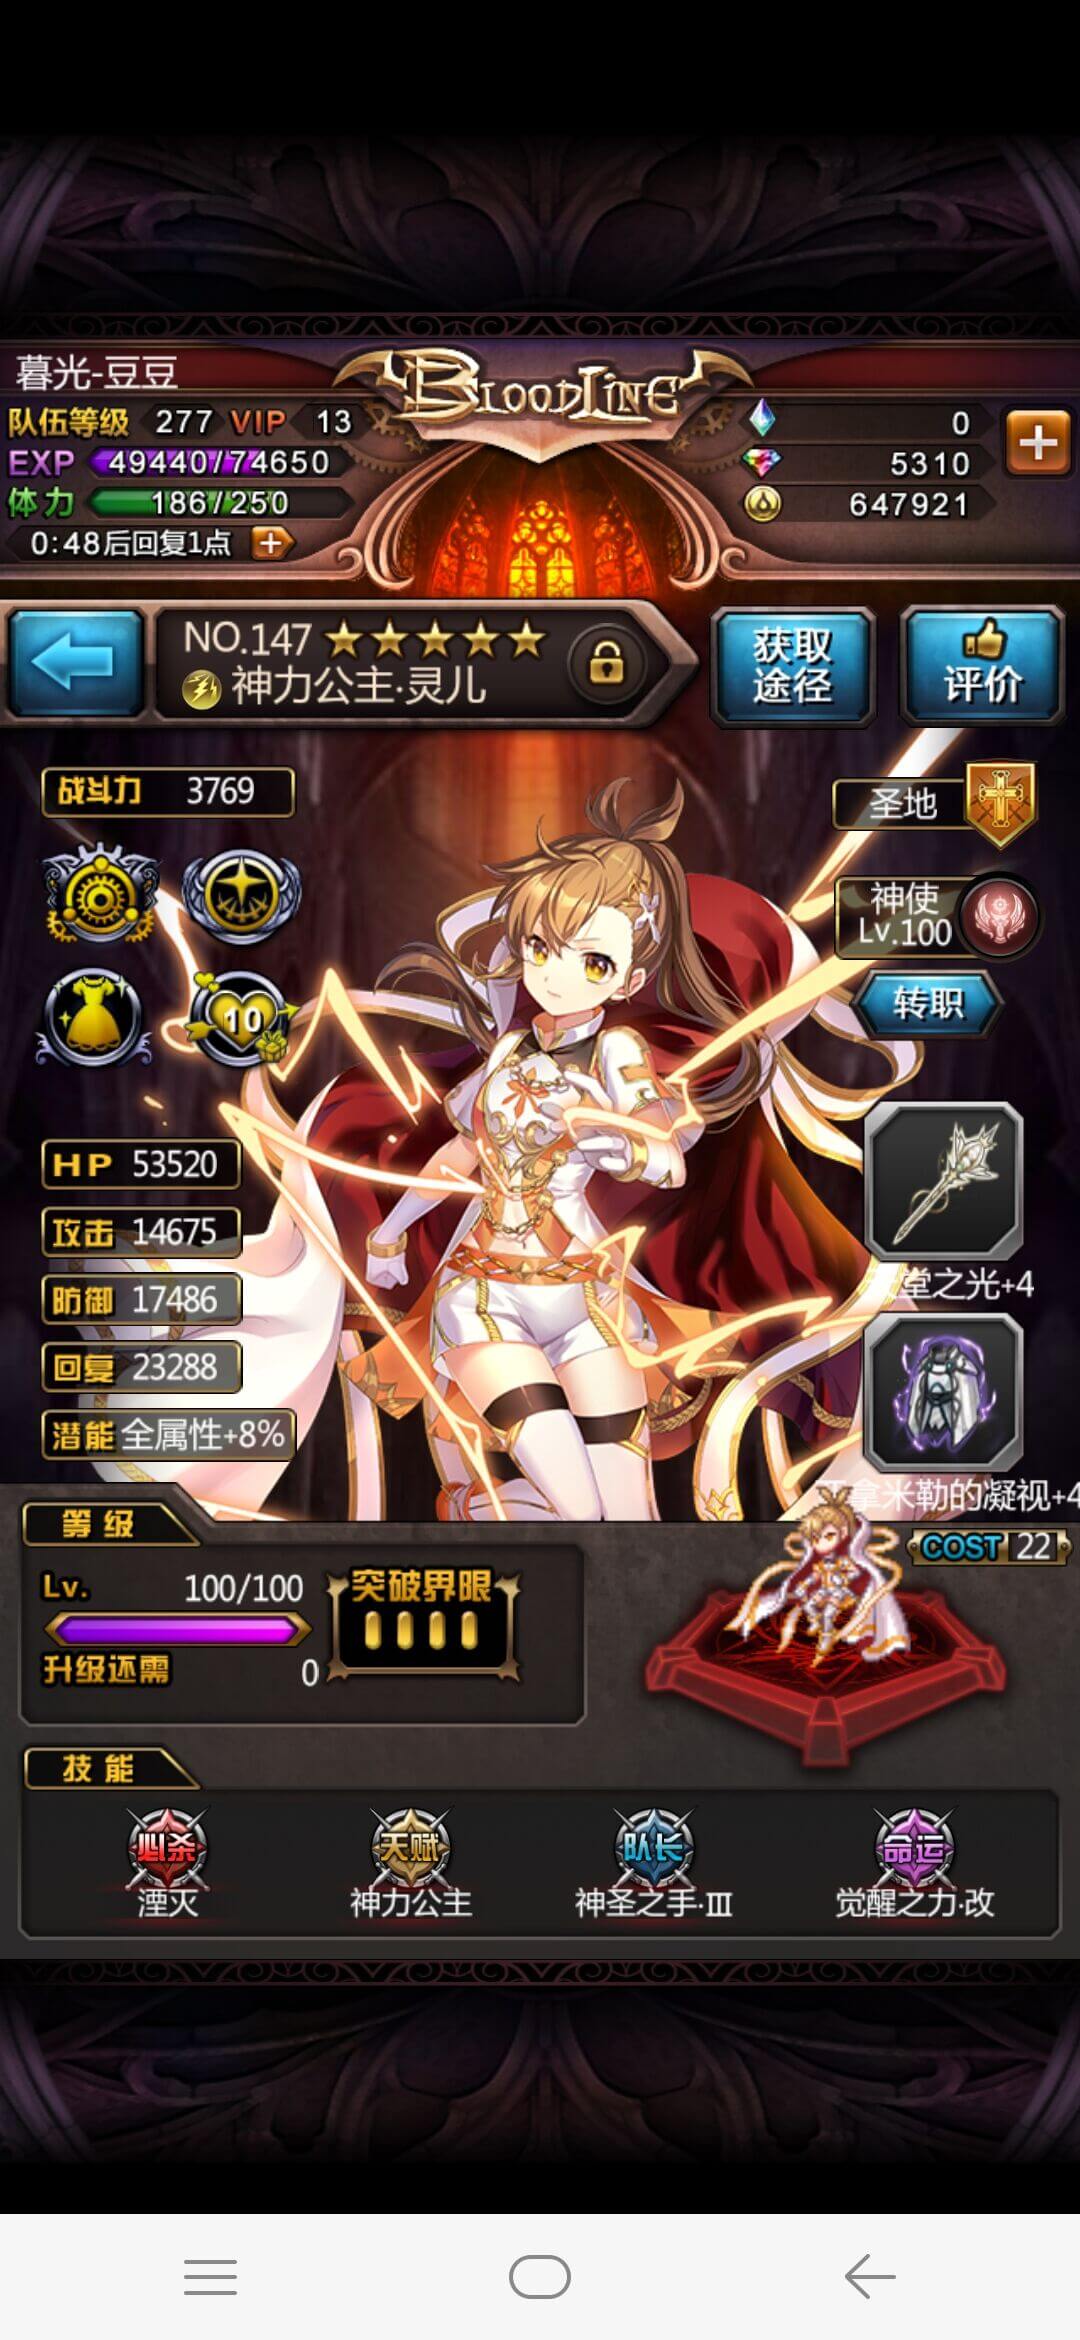 暮光-豆豆
BLOODLINE
队伍等级 277 VIP 13
0
EXP 49440/74650
5310
体力 186/250
647921
0:48后回复1点
NO.147
神力公主·灵儿
获取
途径
评价
战斗力 3769
圣地
神使
Lv.100
转职
10
HP 53520
攻击 14675
防御 17486
回复 23288
潜能 全属性+8%
堂之光+4
拿米勒的凝视+4
等级
COST 22
Lv. 100/100
突破界限
升级还需 0
技能
必杀
天赋
队长
命运
湮灭
神力公主
神圣之手·III
觉醒之力·改